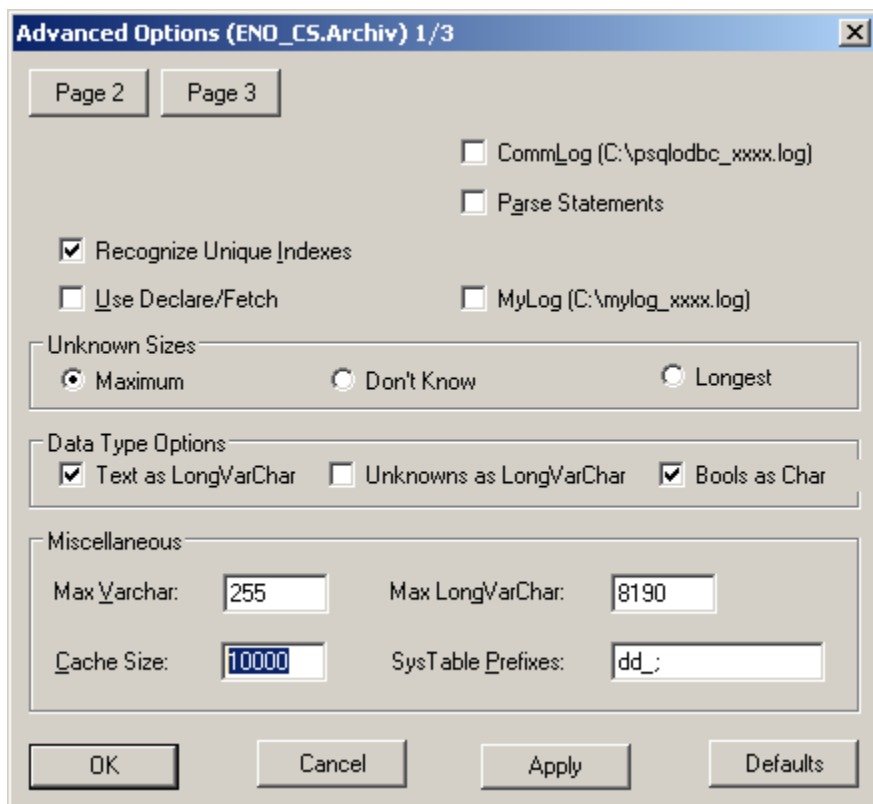 Advanced Options (ENO_CS.Archiv) 1/3
Page 2 Page 3
CommLog (C:\psqlodbc_xxxx.log)
Parse Statements
Recognize Unique Indexes
Use Declare/Fetch MyLog (C:\mylog_xxxx.log)
Unknown Sizes
Maximum Don't Know Longest
Data Type Options
Text as LongVarChar Unknowns as LongVarChar Bools as Char
Miscellaneous
Max Varchar: 255 Max LongVarChar: 8190
Cache Size: 10000 SysTable Prefixes: dd_;
OK Cancel Apply Defaults